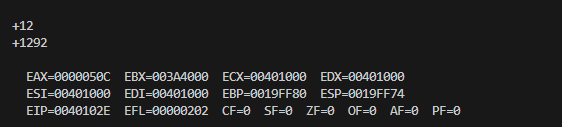 +12
+1292
EAX=0000050C EBX=003A4000 ECX=00401000 EDX=00401000
ESI=00401000 EDI=00401000 EBP=0019FF80 ESP=0019FF74
EIP=0040102E EFL=00000202 CF=0 SF=0 ZF=0 OF=0 AF=0 PF=0